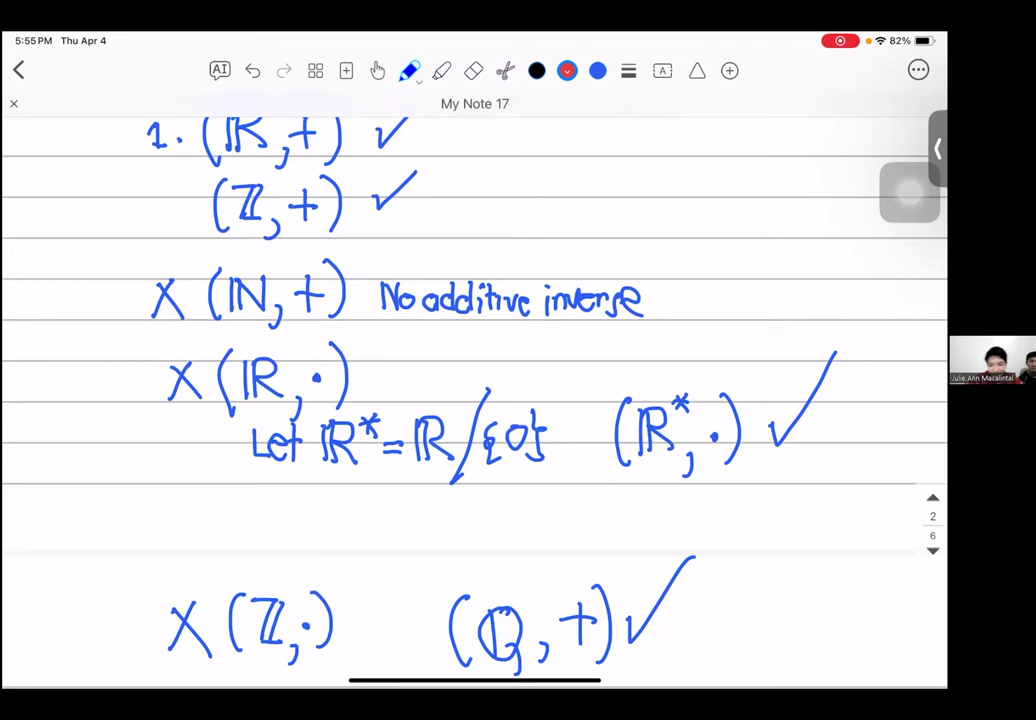 5:55 PM Thu Apr 4 82%
AI A
My Note 17
1. (ℝ, +) ✓
(ℤ, +) ✓
X (ℕ, +) No additive inverse
X (ℝ, ·)
Let ℝ* = ℝ/{0} (ℝ*, ·) ✓
2
6
X (ℤ, ·) (ℚ, +) ✓
Julie Ann Macalintal